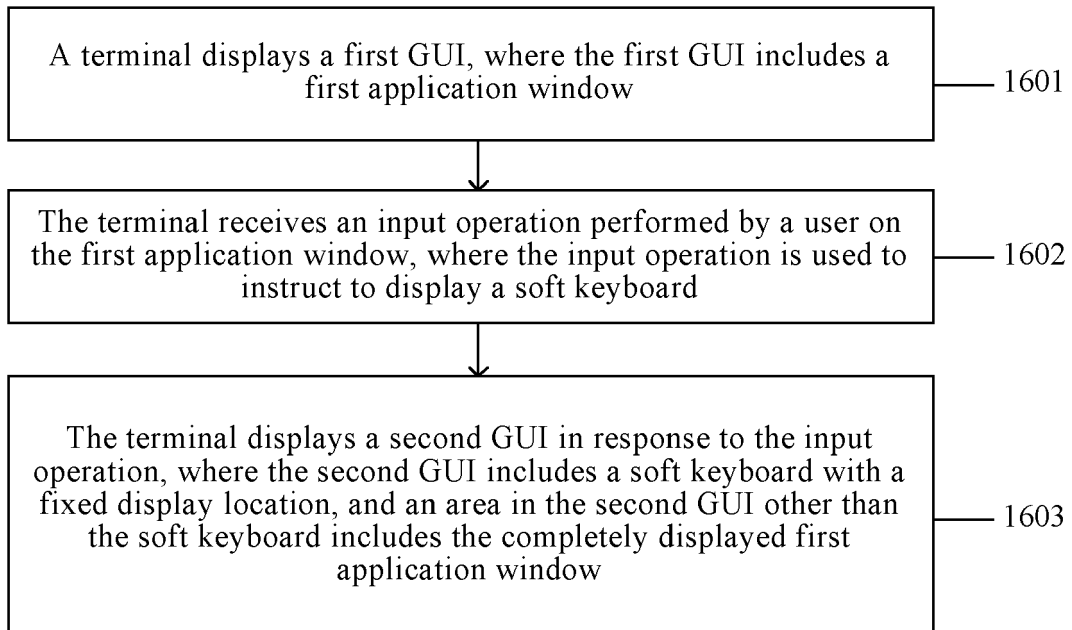 A terminal displays a first GUI, where the first GUI includes a
first application window
1601
The terminal receives an input operation performed by a user on
the first application window, where the input operation is used to
instruct to display a soft keyboard
1602
The terminal displays a second GUI in response to the input
operation, where the second GUI includes a soft keyboard with a
fixed display location, and an area in the second GUI other than
the soft keyboard includes the completely displayed first
application window
1603